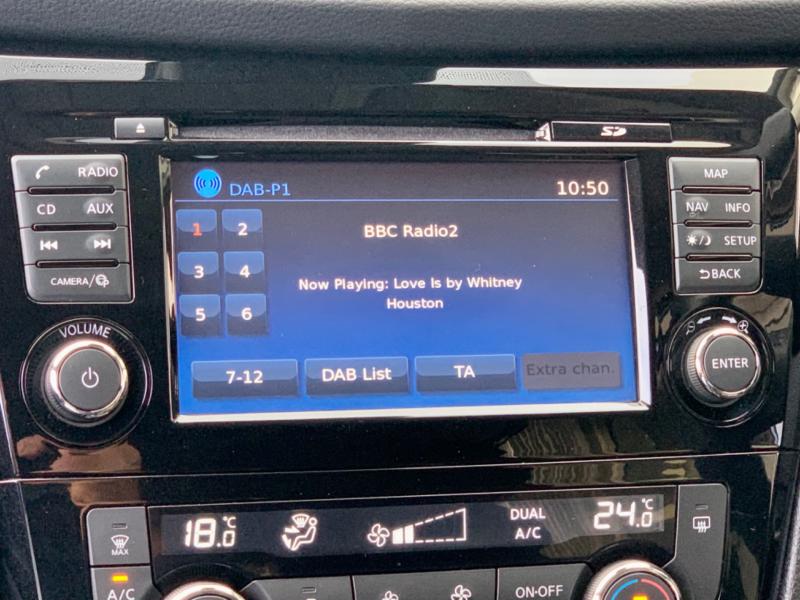 SD
RADIO
CD AUX
CAMERA/
VOLUME
DAB-P1 10:50
1 2
3 4
5 6
BBC Radio2
Now Playing: Love Is by Whitney
Houston
7-12 DAB List TA Extra chan.
MAP
NAV INFO
SETUP
BACK
ENTER
MAX
A/C
18.0°C
DUAL
A/C
24.0°C
ON·OFF